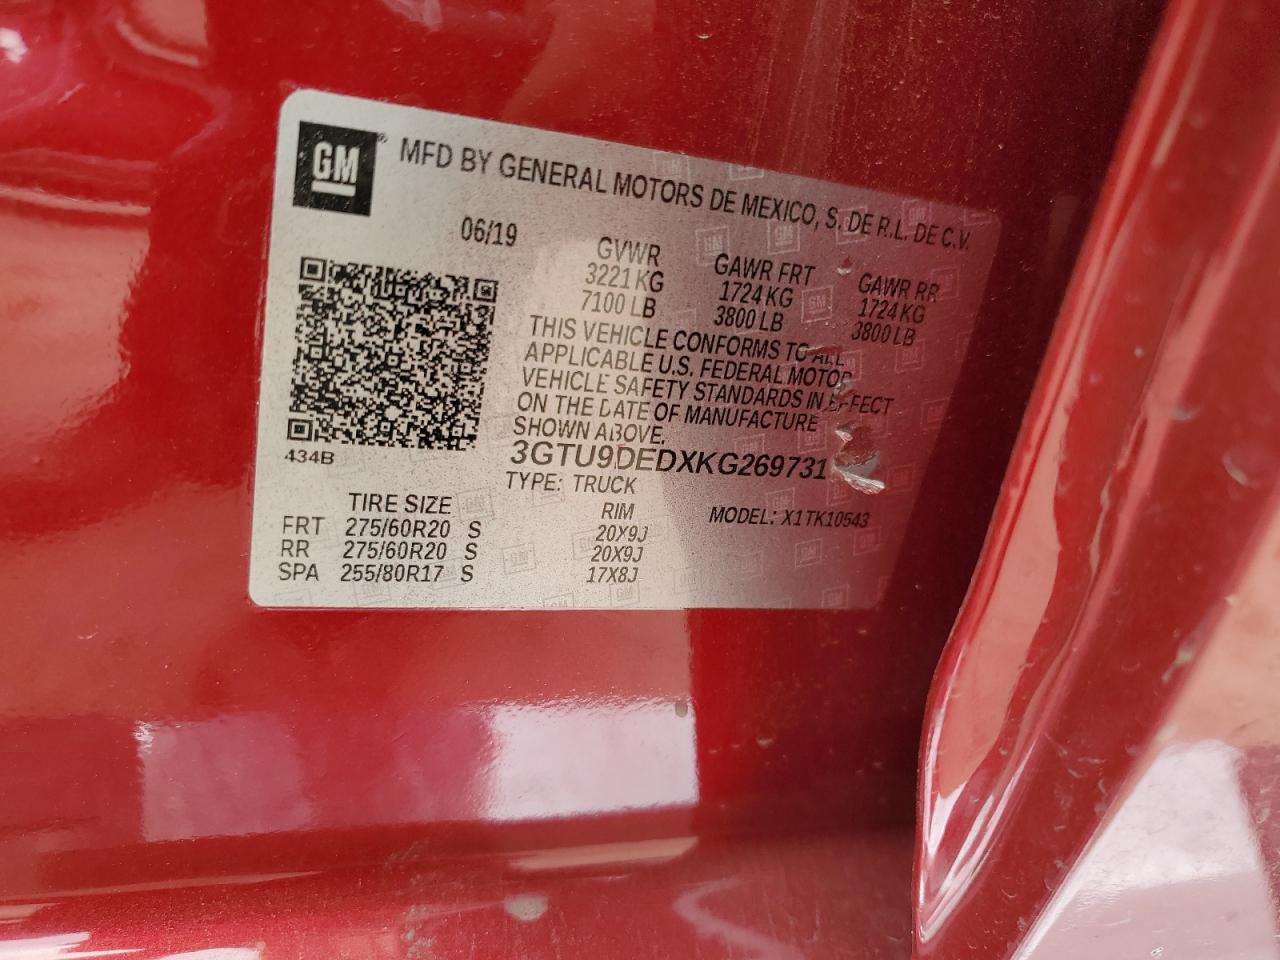 GM
MFD BY GENERAL MOTORS DE MEXICO, S. DE R.L. DE C.V.
06/19
GVWR GAWR FRT GAWR RR
3221 KG 1724 KG 1724 KG
7100 LB 3800 LB 3800 LB
THIS VEHICLE CONFORMS TO ALL
APPLICABLE U.S. FEDERAL MOTOR
VEHICLE SAFETY STANDARDS IN EFFECT
ON THE DATE OF MANUFACTURE
SHOWN ABOVE.
434B
3GTU9DEDXKG269731
TYPE: TRUCK
MODEL: X1TK10543
TIRE SIZE RIM
FRT 275/60R20 S 20X9J
RR 275/60R20 S 20X9J
SPA 255/80R17 S 17X8J